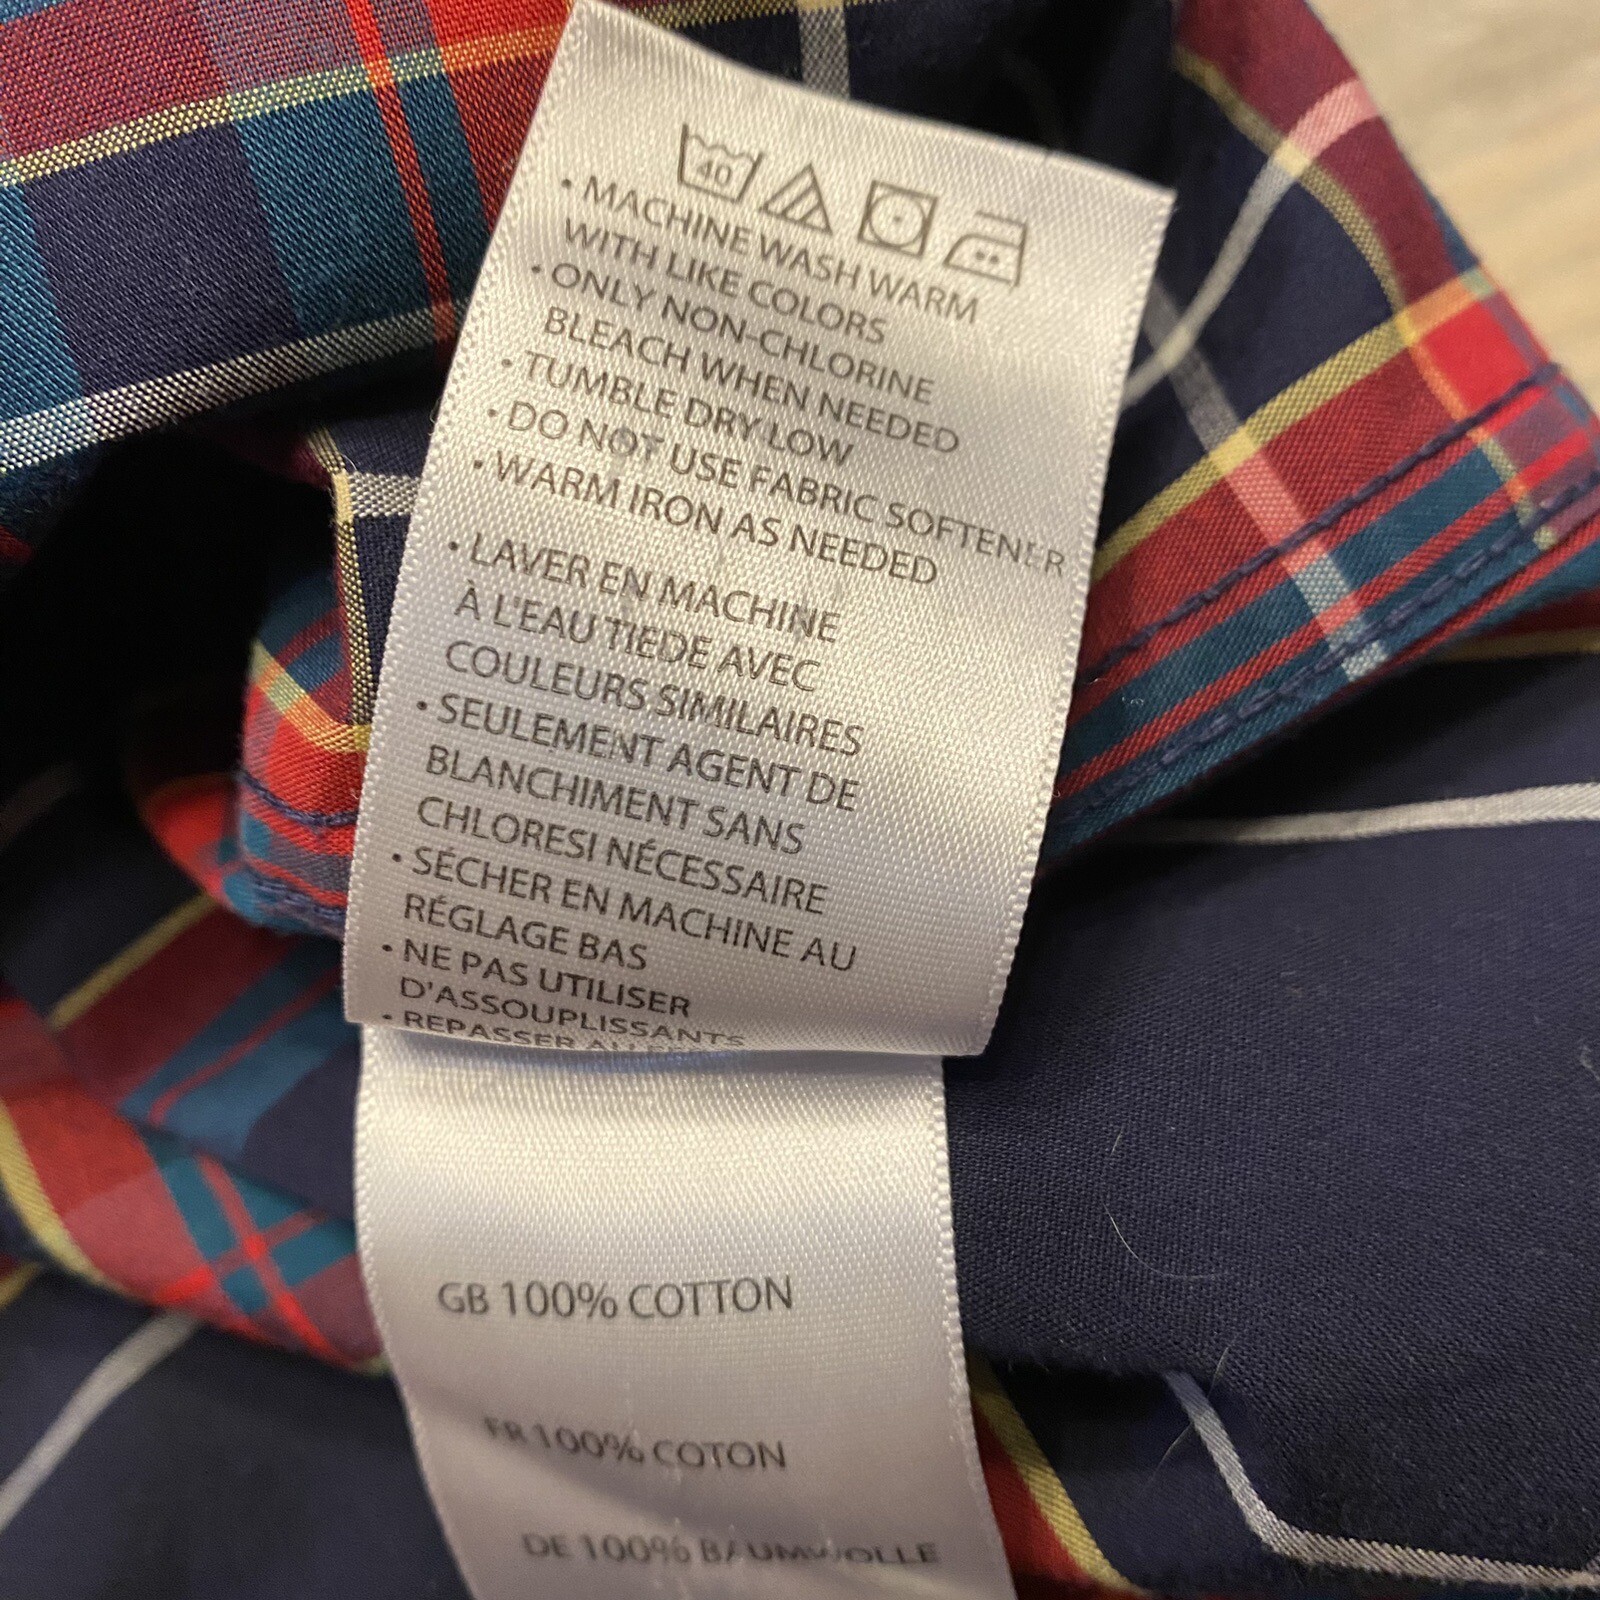 40
• MACHINE WASH WARM
WITH LIKE COLORS
• ONLY NON-CHLORINE
BLEACH WHEN NEEDED
• TUMBLE DRY LOW
• DO NOT USE FABRIC SOFTENER
• WARM IRON AS NEEDED
• LAVER EN MACHINE
À L'EAU TIEDE AVEC
COULEURS SIMILAIRES
• SEULEMENT AGENT DE
BLANCHIMENT SANS
CHLORESI NÉCESSAIRE
• SÉCHER EN MACHINE AU
RÉGLAGE BAS
• NE PAS UTILISER
D'ASSOUPLISSANTS
• REPASSER
GB 100% COTTON
FR 100% COTON
DE 100% BAUMWOLLE